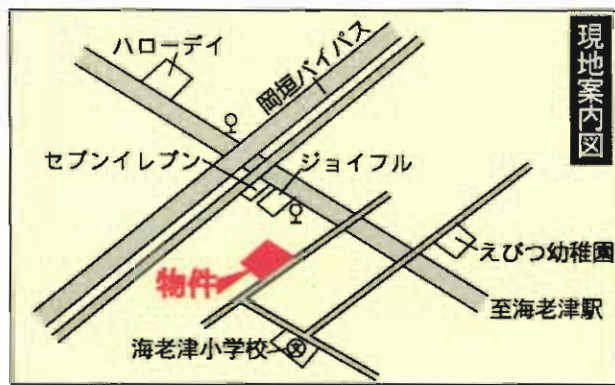 現地案内図
ハローデイ
岡垣バイパス
セブンイレブン
ジョイフル
物件
えびつ幼稚園
至海老津駅
海老津小学校
文